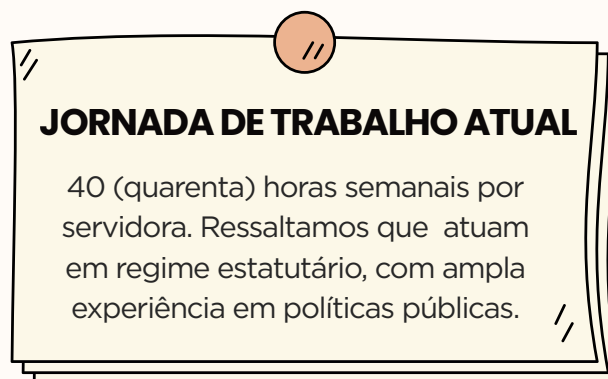 JORNADA DE TRABALHO ATUAL
40 (quarenta) horas semanais por
servidora. Ressaltamos que  atuam
em regime estatutário, com ampla
experiência em políticas públicas.